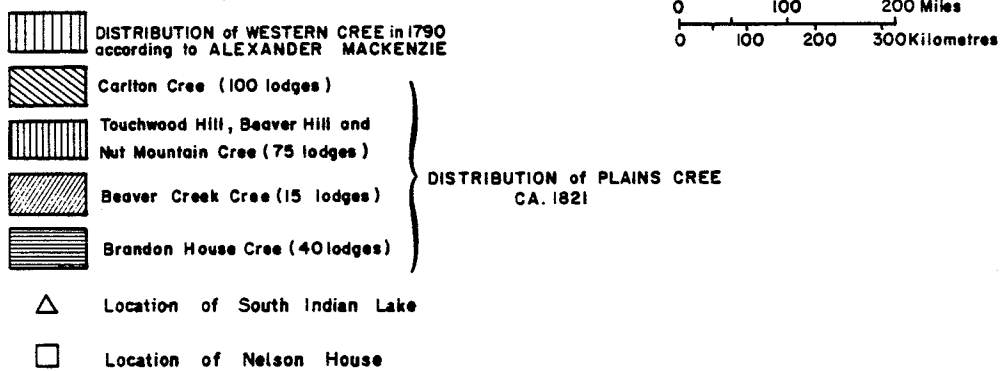 0 100 200 Miles
0 100 200 300 Kilometres
DISTRIBUTION of WESTERN CREE in 1790
according to ALEXANDER MACKENZIE
Carlton Cree (100 lodges)
Touchwood Hill, Beaver Hill and
Nut Mountain Cree (75 lodges)
Beaver Creek Cree (15 lodges)
Brandon House Cree (40 lodges)
DISTRIBUTION of PLAINS CREE
CA. 1821
Location of South Indian Lake
Location of Nelson House